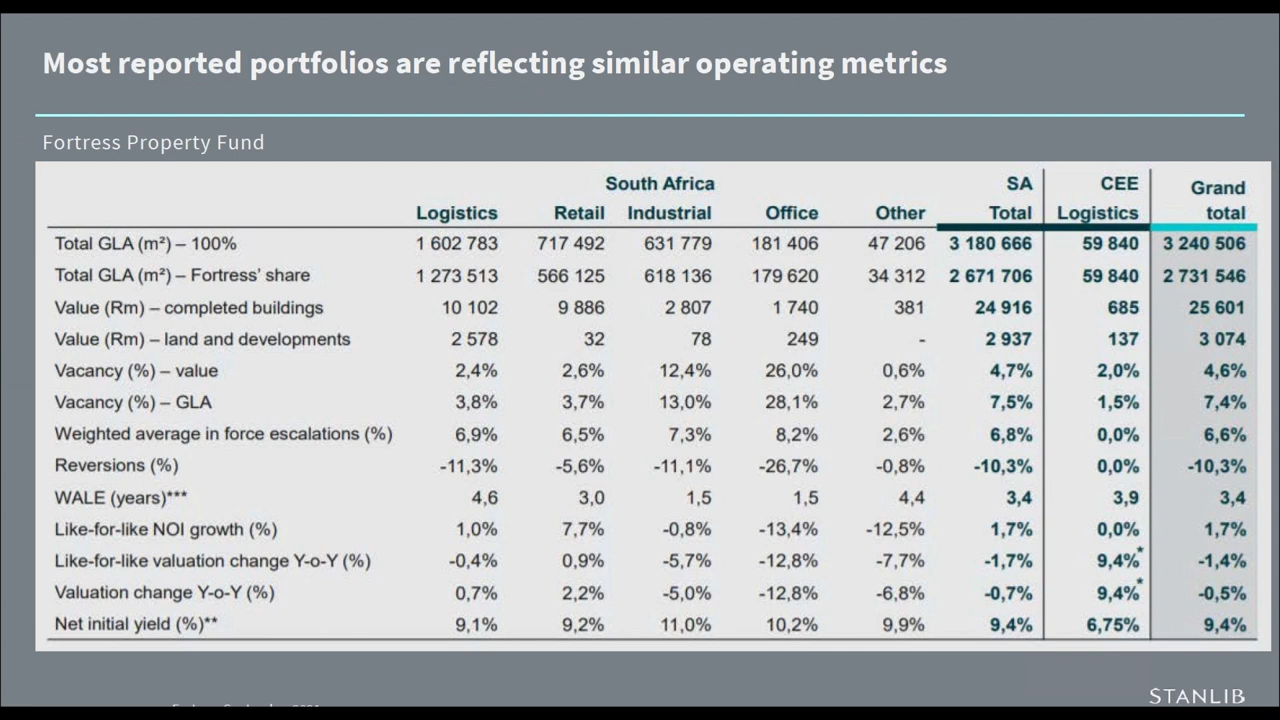 Most reported portfolios are reflecting similar operating metrics
Fortress Property Fund
South Africa SA CEE Grand
Logistics Retail Industrial Office Other Total Logistics total
Total GLA (m²) – 100% 1 602 783 717 492 631 779 181 406 47 206 3 180 666 59 840 3 240 506
Total GLA (m²) – Fortress' share 1 273 513 566 125 618 136 179 620 34 312 2 671 706 59 840 2 731 546
Value (Rm) – completed buildings 10 102 9 886 2 807 1 740 381 24 916 685 25 601
Value (Rm) – land and developments 2 578 32 78 249 - 2 937 137 3 074
Vacancy (%) – value 2,4% 2,6% 12,4% 26,0% 0,6% 4,7% 2,0% 4,6%
Vacancy (%) – GLA 3,8% 3,7% 13,0% 28,1% 2,7% 7,5% 1,5% 7,4%
Weighted average in force escalations (%) 6,9% 6,5% 7,3% 8,2% 2,6% 6,8% 0,0% 6,6%
Reversions (%) -11,3% -5,6% -11,1% -26,7% -0,8% -10,3% 0,0% -10,3%
WALE (years)*** 4,6 3,0 1,5 1,5 4,4 3,4 3,9 3,4
Like-for-like NOI growth (%) 1,0% 7,7% -0,8% -13,4% -12,5% 1,7% 0,0% 1,7%
Like-for-like valuation change Y-o-Y (%) -0,4% 0,9% -5,7% -12,8% -7,7% -1,7% 9,4%* -1,4%
Valuation change Y-o-Y (%) 0,7% 2,2% -5,0% -12,8% -6,8% -0,7% 9,4%* -0,5%
Net initial yield (%)** 9,1% 9,2% 11,0% 10,2% 9,9% 9,4% 6,75% 9,4%
STANLIB